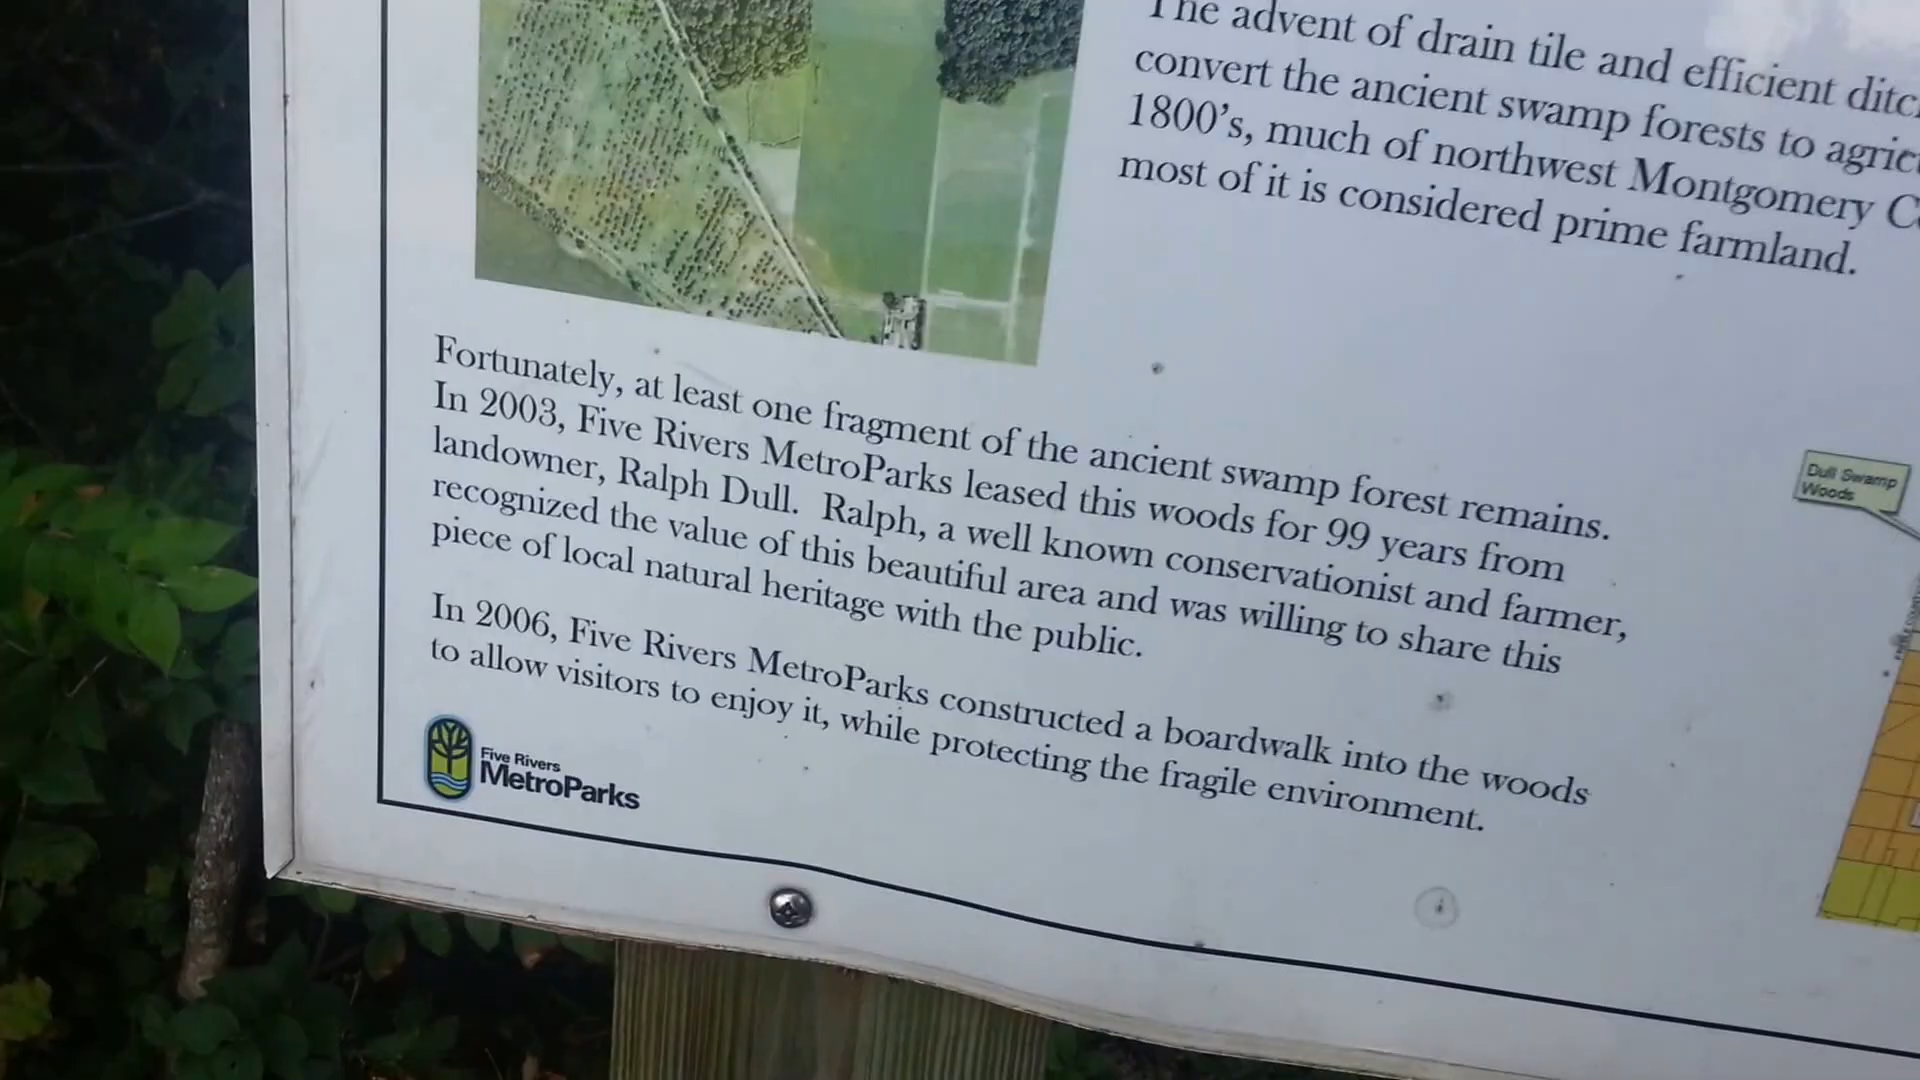 The advent of drain tile and efficient
convert the ancient swamp forests to
1800's, much of northwest Montgomery
most of it is considered prime farmland.
Fortunately, at least one fragment of the ancient swamp forest remains.
In 2003, Five Rivers MetroParks leased this woods for 99 years from
landowner, Ralph Dull. Ralph, a well known conservationist and farmer,
recognized the value of this beautiful area and was willing to share this
piece of local natural heritage with the public.
In 2006, Five Rivers MetroParks constructed a boardwalk into the woods
to allow visitors to enjoy it, while protecting the fragile environment.
Five Rivers
MetroParks
Dull Swamp
Woods